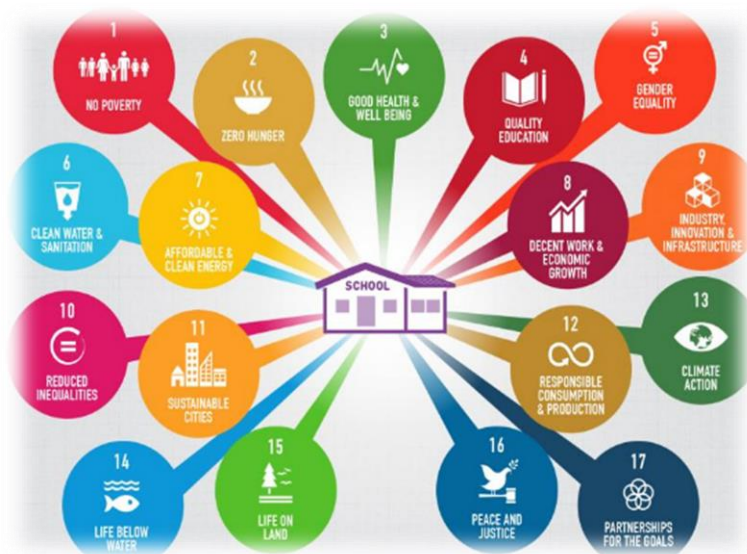 1
NO POVERTY
2
ZERO HUNGER
3
GOOD HEALTH &
WELL BEING
4
QUALITY
EDUCATION
5
GENDER
EQUALITY
6
CLEAN WATER &
SANITATION
7
AFFORDABLE &
CLEAN ENERGY
8
DECENT WORK &
ECONOMIC
GROWTH
9
INDUSTRY,
INNOVATION &
INFRASTRUCTURE
SCHOOL
10
REDUCED
INEQUALITIES
11
SUSTAINABLE
CITIES
12
RESPONSIBLE
CONSUMPTION
& PRODUCTION
13
CLIMATE
ACTION
14
LIFE BELOW
WATER
15
LIFE ON
LAND
16
PEACE AND
JUSTICE
17
PARTNERSHIPS
FOR THE GOALS